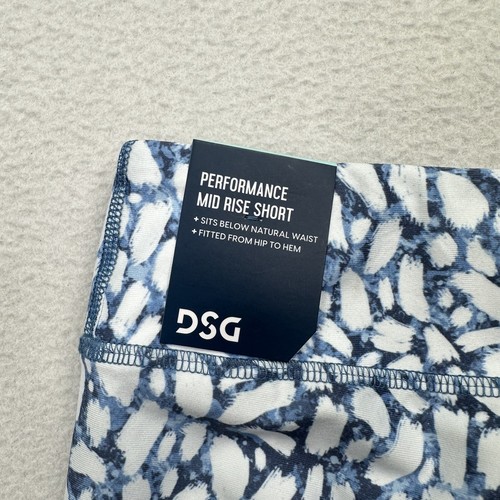 PERFORMANCE
MID RISE SHORT
+ SITS BELOW NATURAL WAIST
+ FITTED FROM HIP TO HEM
DSG